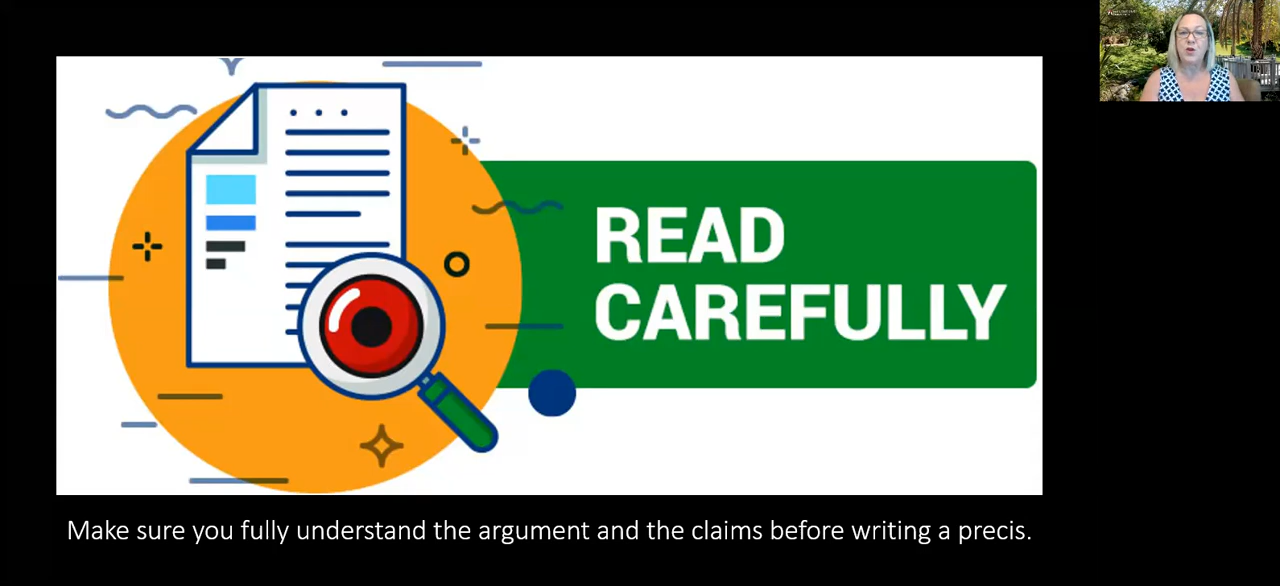 READ
CAREFULLY
Make sure you fully understand the argument and the claims before writing a precis.